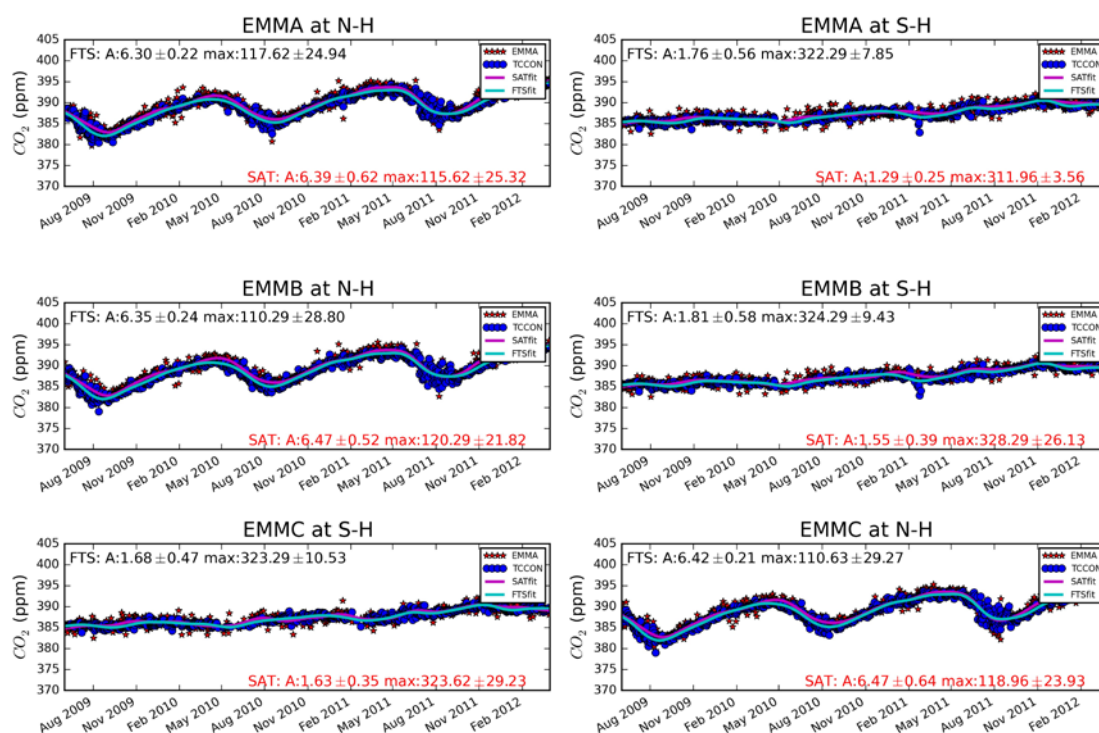 EMMA at N-H
FTS: A:6.30±0.22 max:117.62±24.94
EMMA
TCCON
SATfit
FTSfit
SAT: A:6.39±0.62 max:115.62±25.32
CO2 (ppm)
405
400
395
390
385
380
375
370
Aug 2009
Nov 2009
Feb 2010
May 2010
Aug 2010
Nov 2010
Feb 2011
May 2011
Aug 2011
Nov 2011
Feb 2012
EMMA at S-H
FTS: A:1.76±0.56 max:322.29±7.85
EMMA
TCCON
SATfit
FTSfit
SAT: A:1.29±0.25 max:311.96±3.56
CO2 (ppm)
405
400
395
390
385
380
375
370
Aug 2009
Nov 2009
Feb 2010
May 2010
Aug 2010
Nov 2010
Feb 2011
May 2011
Aug 2011
Nov 2011
Feb 2012
EMMB at N-H
FTS: A:6.35±0.24 max:110.29±28.80
EMMA
TCCON
SATfit
FTSfit
SAT: A:6.47±0.52 max:120.29±21.82
CO2 (ppm)
405
400
395
390
385
380
375
370
Aug 2009
Nov 2009
Feb 2010
May 2010
Aug 2010
Nov 2010
Feb 2011
May 2011
Aug 2011
Nov 2011
Feb 2012
EMMB at S-H
FTS: A:1.81±0.58 max:324.29±9.43
EMMA
TCCON
SATfit
FTSfit
SAT: A:1.55±0.39 max:328.29±26.13
CO2 (ppm)
405
400
395
390
385
380
375
370
Aug 2009
Nov 2009
Feb 2010
May 2010
Aug 2010
Nov 2010
Feb 2011
May 2011
Aug 2011
Nov 2011
Feb 2012
EMMC at S-H
FTS: A:1.68±0.47 max:323.29±10.53
EMMA
TCCON
SATfit
FTSfit
SAT: A:1.63±0.35 max:323.62±29.23
CO2 (ppm)
405
400
395
390
385
380
375
370
Aug 2009
Nov 2009
Feb 2010
May 2010
Aug 2010
Nov 2010
Feb 2011
May 2011
Aug 2011
Nov 2011
Feb 2012
EMMC at N-H
FTS: A:6.42±0.21 max:110.63±29.27
EMMA
TCCON
SATfit
FTSfit
SAT: A:6.47±0.64 max:118.96±23.93
CO2 (ppm)
405
400
395
390
385
380
375
370
Aug 2009
Nov 2009
Feb 2010
May 2010
Aug 2010
Nov 2010
Feb 2011
May 2011
Aug 2011
Nov 2011
Feb 2012